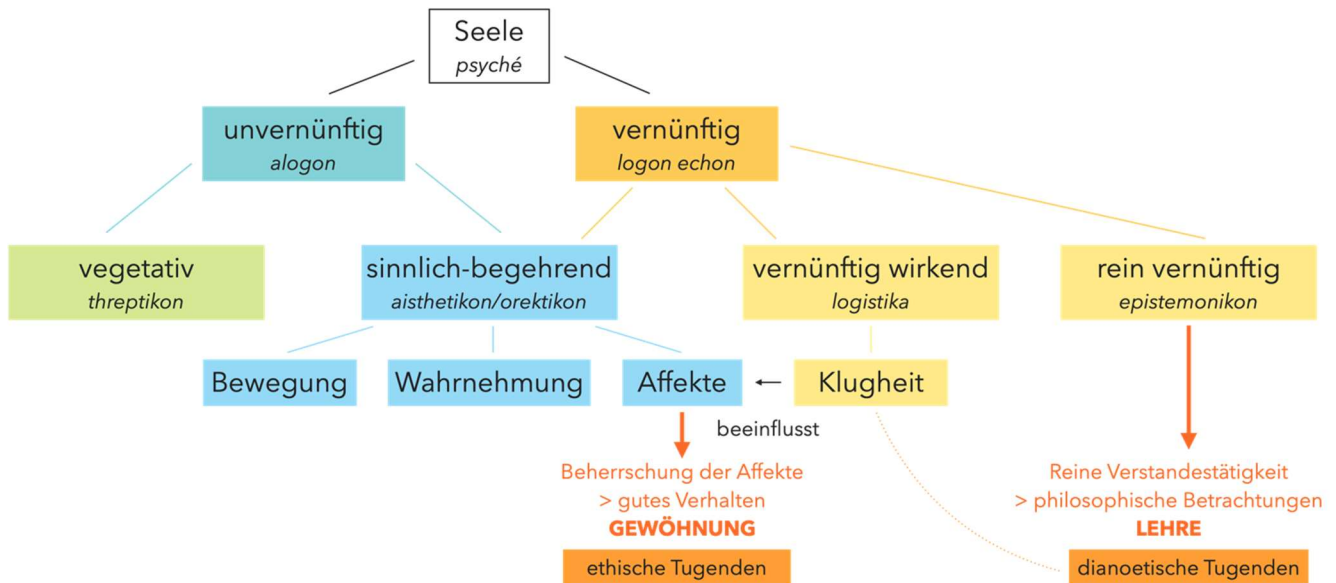 Seele
psyché
unvernünftig
alogon
vernünftig
logon echon
vegetativ
threptikon
sinnlich-begehrend
aisthetikon/orektikon
vernünftig wirkend
logistika
rein vernünftig
epistemonikon
Bewegung
Wahrnehmung
Affekte
Klugheit
beeinflusst
Beherrschung der Affekte
> gutes Verhalten
GEWÖHNUNG
ethische Tugenden
Reine Verstandestätigkeit
> philosophische Betrachtungen
LEHRE
dianoetische Tugenden